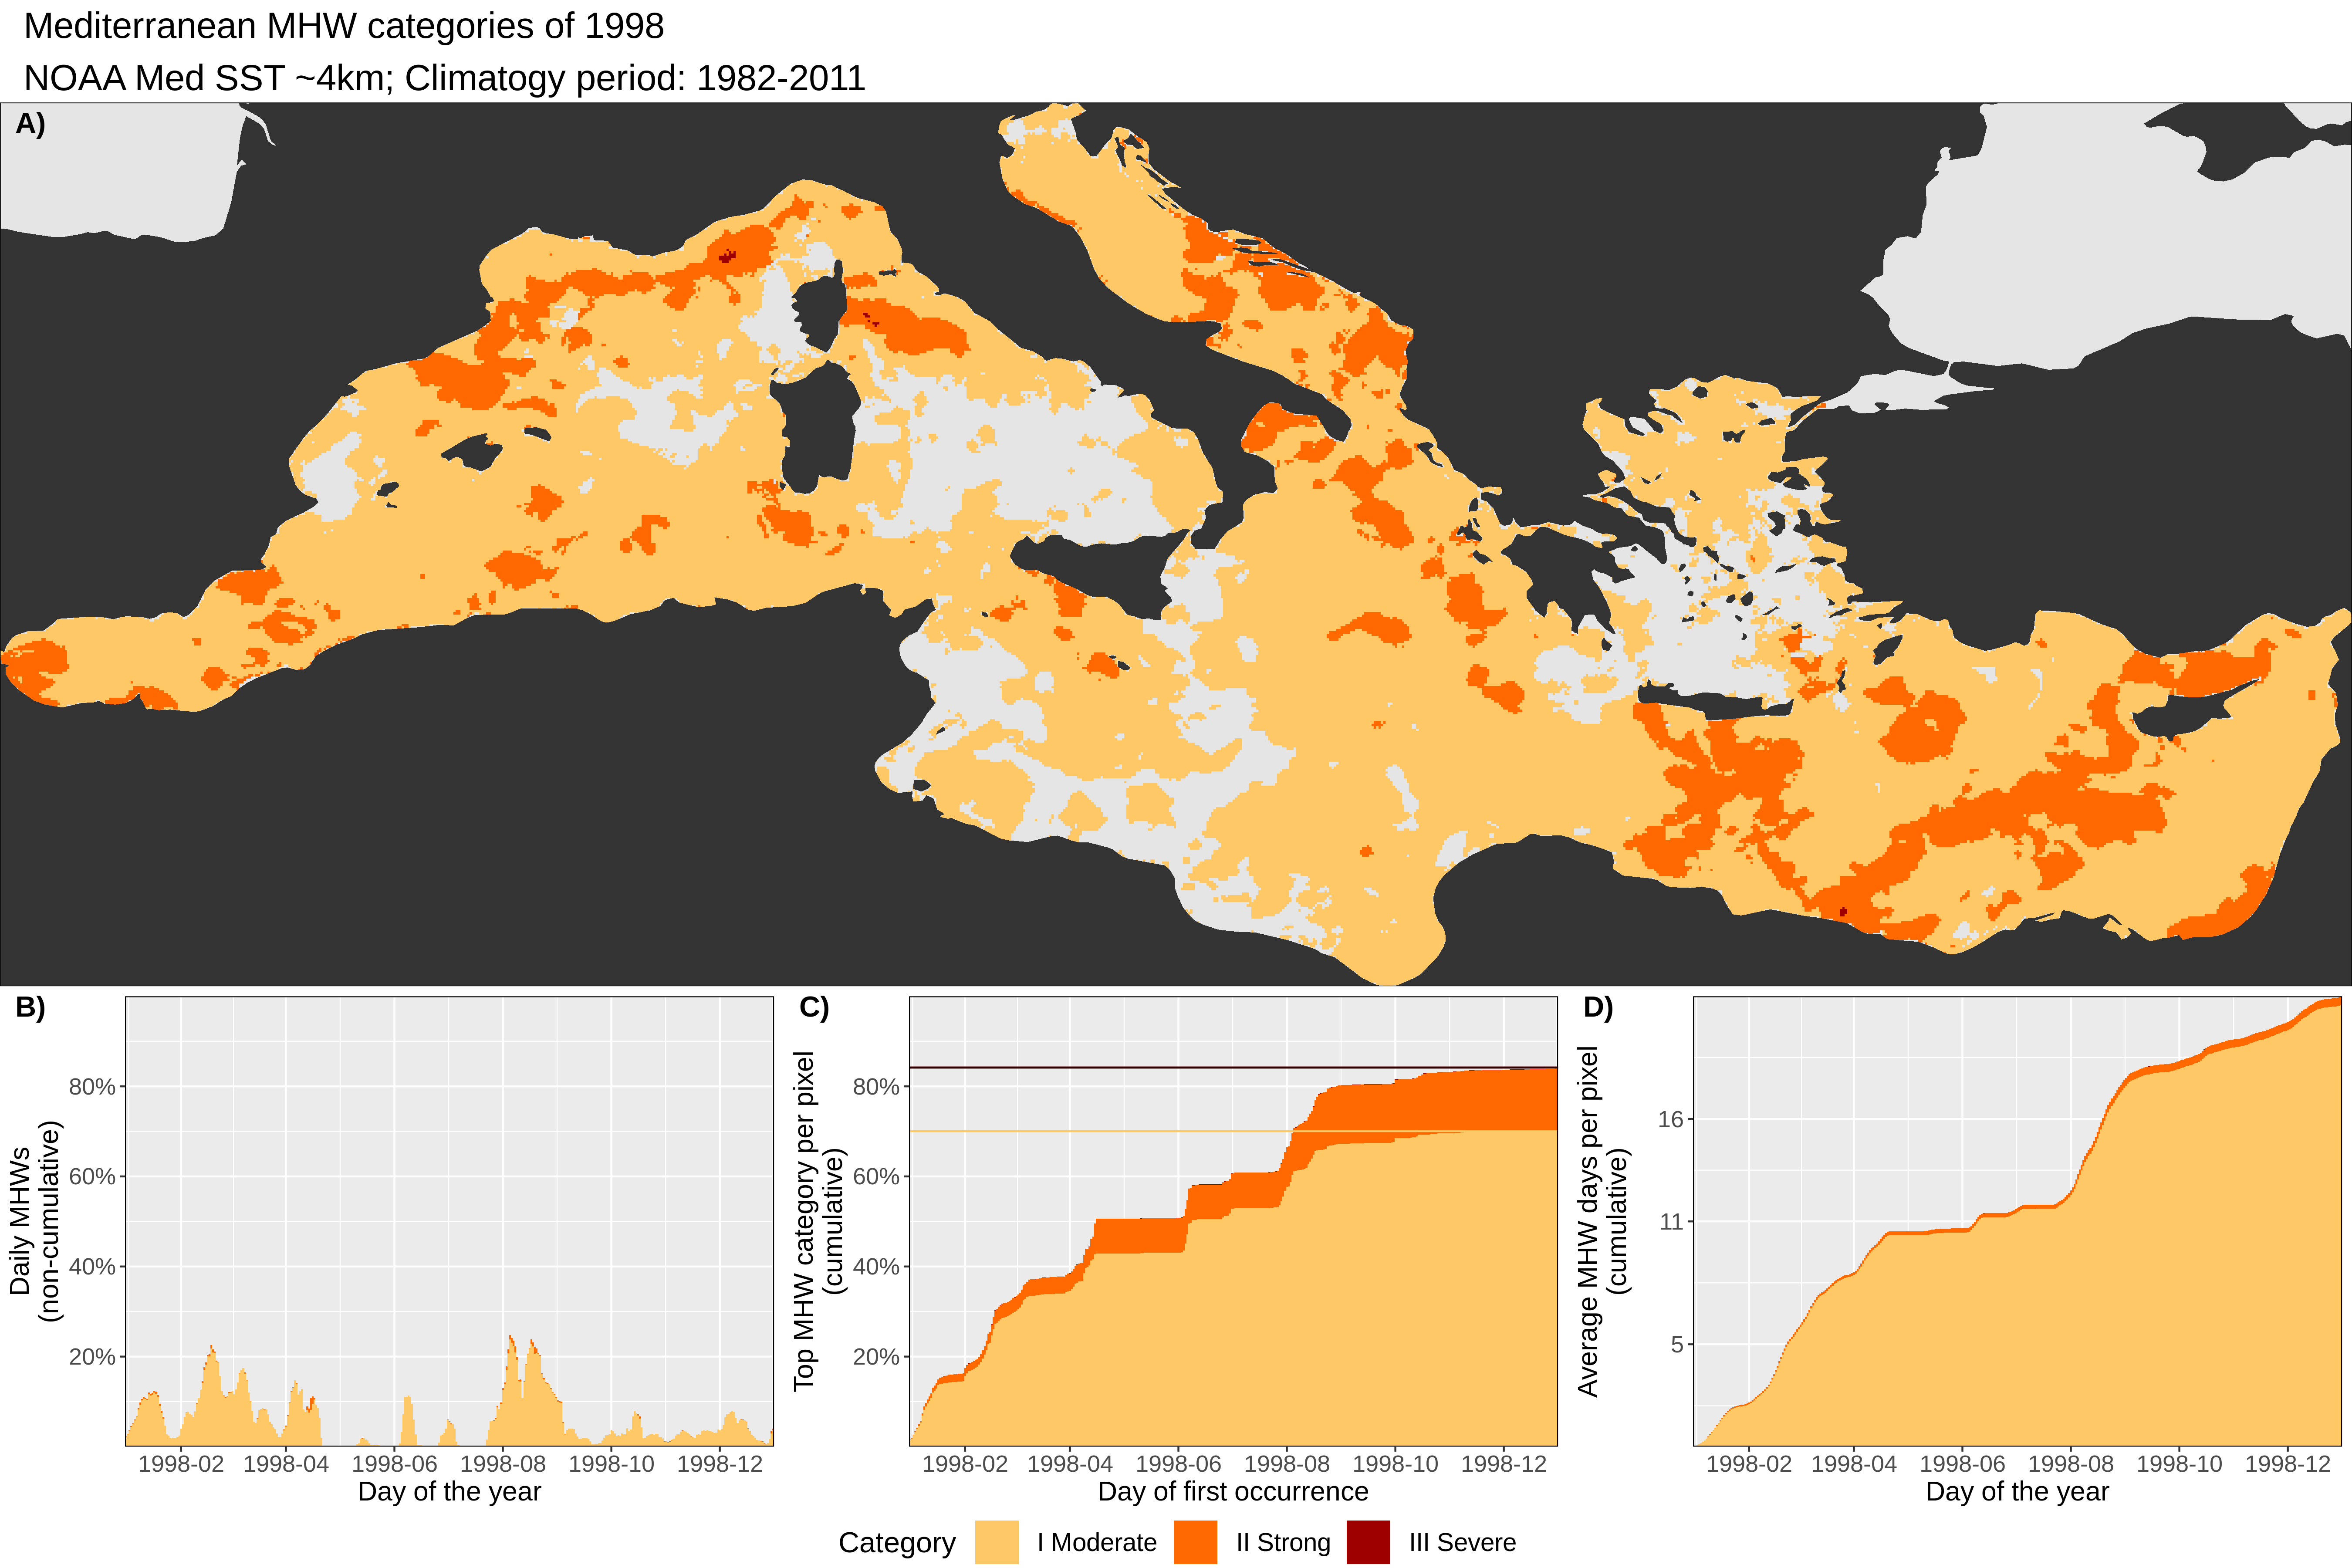 Mediterranean MHW categories of 1998
NOAA Med SST ~4km; Climatogy period: 1982-2011
A)
B)
Daily MHWs
(non-cumulative)
80%
60%
40%
20%
1998-02 1998-04 1998-06 1998-08 1998-10 1998-12
Day of the year
C)
Top MHW category per pixel
(cumulative)
80%
60%
40%
20%
1998-02 1998-04 1998-06 1998-08 1998-10 1998-12
Day of first occurrence
D)
Average MHW days per pixel
(cumulative)
16
11
5
1998-02 1998-04 1998-06 1998-08 1998-10 1998-12
Day of the year
Category I Moderate II Strong III Severe